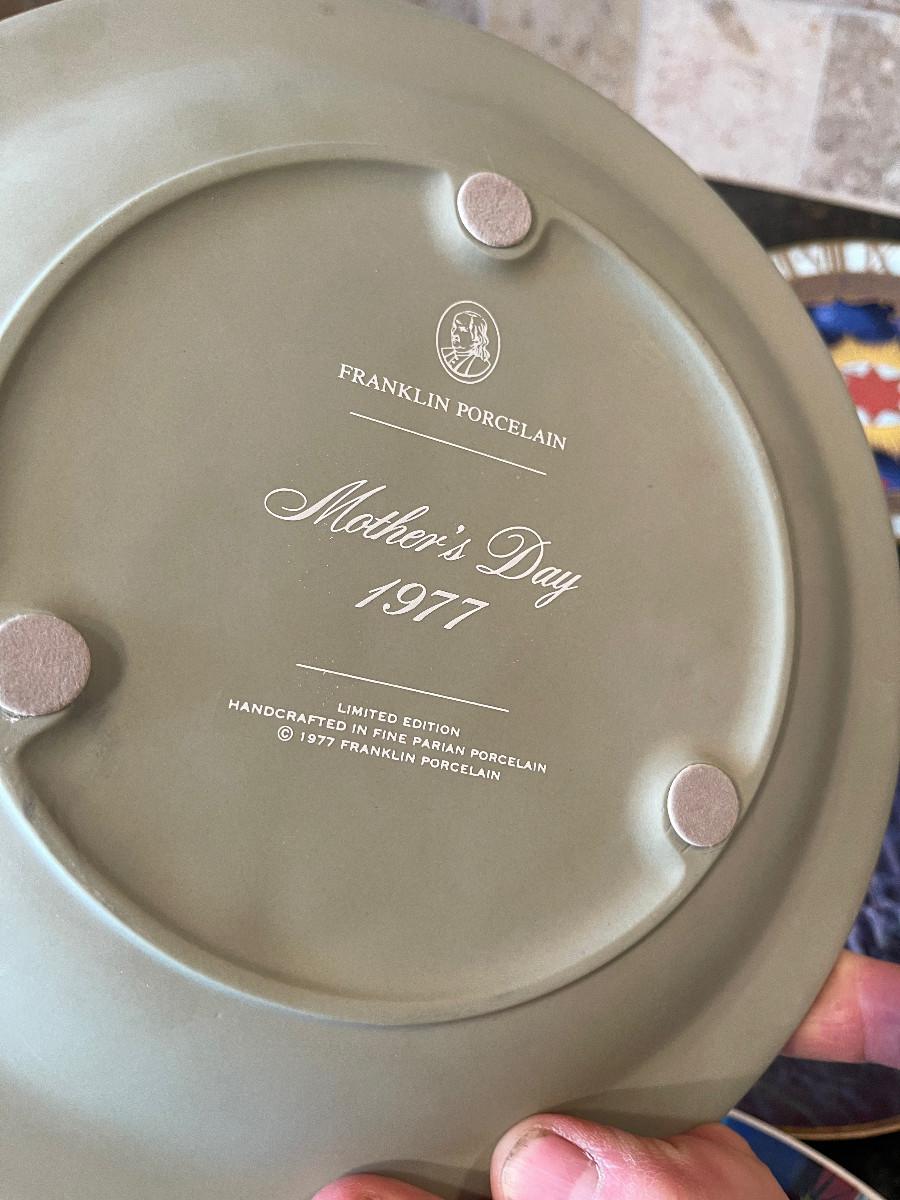 FRANKLIN PORCELAIN
Mother's Day
1977
LIMITED EDITION
HANDCRAFTED IN FINE PARIAN PORCELAIN
© 1977 FRANKLIN PORCELAIN